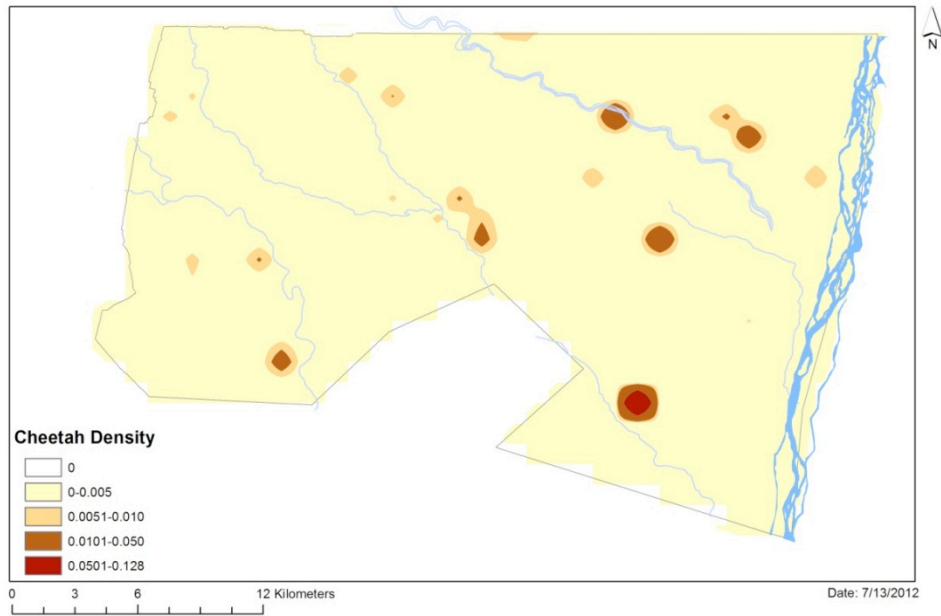 N
Cheetah Density
0
0-0.005
0.0051-0.010
0.0101-0.050
0.0501-0.128
0 3 6 12 Kilometers
Date: 7/13/2012